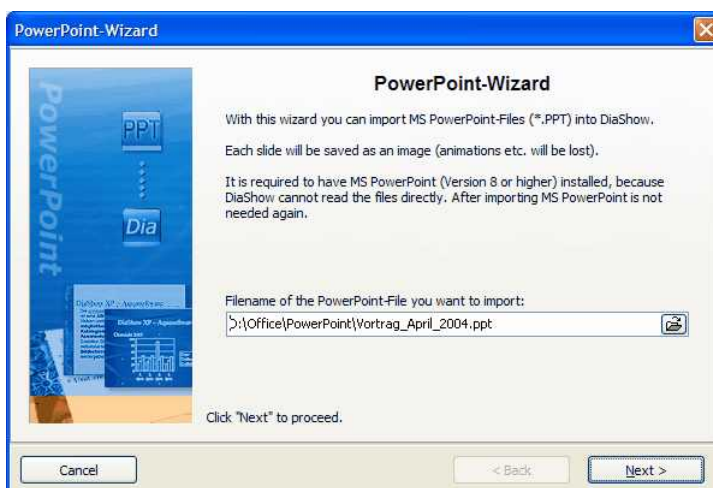 PowerPoint-Wizard
PowerPoint
PPT
Dia
PowerPoint-Wizard
With this wizard you can import MS PowerPoint-Files (*.PPT) into DiaShow.
Each slide will be saved as an image (animations etc. will be lost).
It is required to have MS PowerPoint (Version 8 or higher) installed, because
DiaShow cannot read the files directly. After importing MS PowerPoint is not
needed again.
Filename of the PowerPoint-File you want to import:
:\Office\PowerPoint\Vortrag_April_2004.ppt
Click "Next" to proceed.
Cancel
< Back
Next >